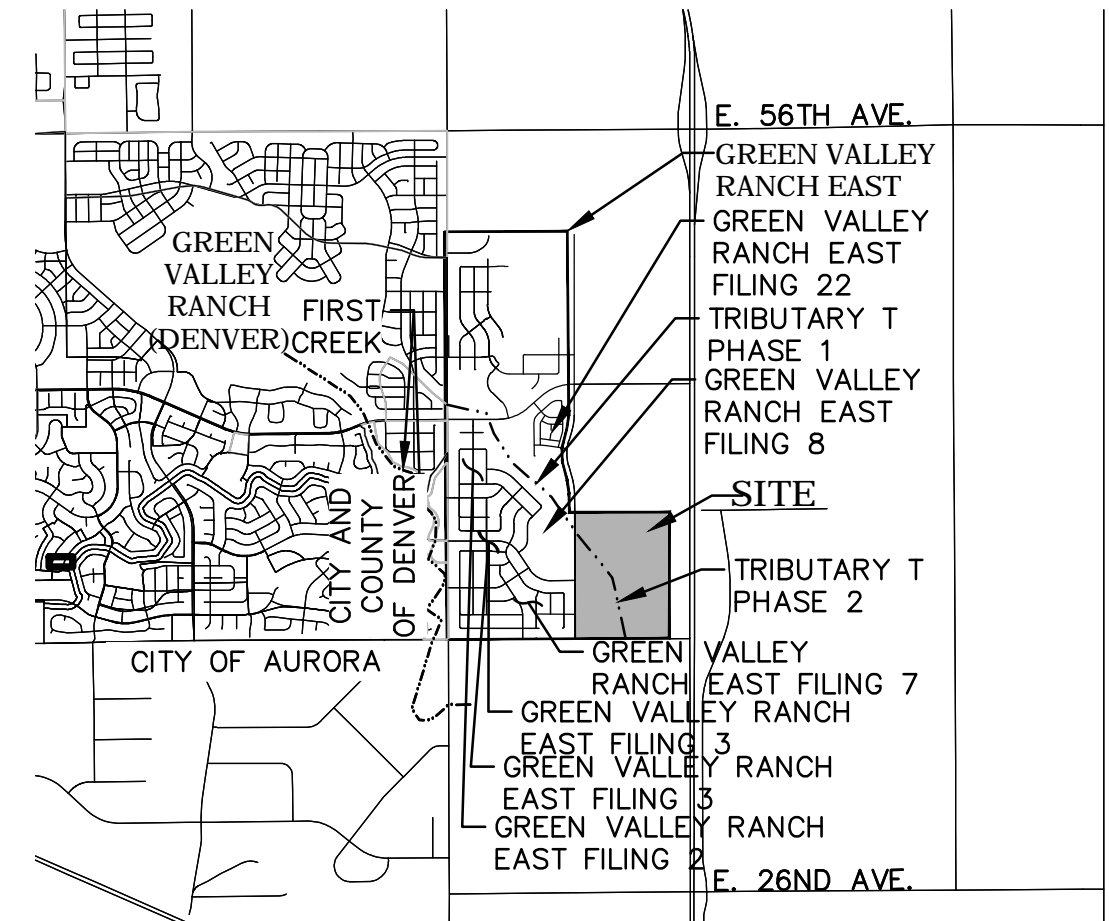 E. 56TH AVE.
GREEN VALLEY
RANCH EAST
GREEN VALLEY
RANCH EAST
FILING 22
TRIBUTARY T
PHASE 1
GREEN VALLEY
RANCH EAST
FILING 8
SITE
TRIBUTARY T
PHASE 2
GREEN VALLEY
RANCH EAST FILING 7
GREEN VALLEY RANCH
EAST FILING 3
GREEN VALLEY RANCH
EAST FILING 3
GREEN VALLEY RANCH
EAST FILING 2
E. 26ND AVE.
GREEN
VALLEY
RANCH
(DENVER)
FIRST
CREEK
CITY AND
COUNTY
OF DENVER
CITY OF AURORA